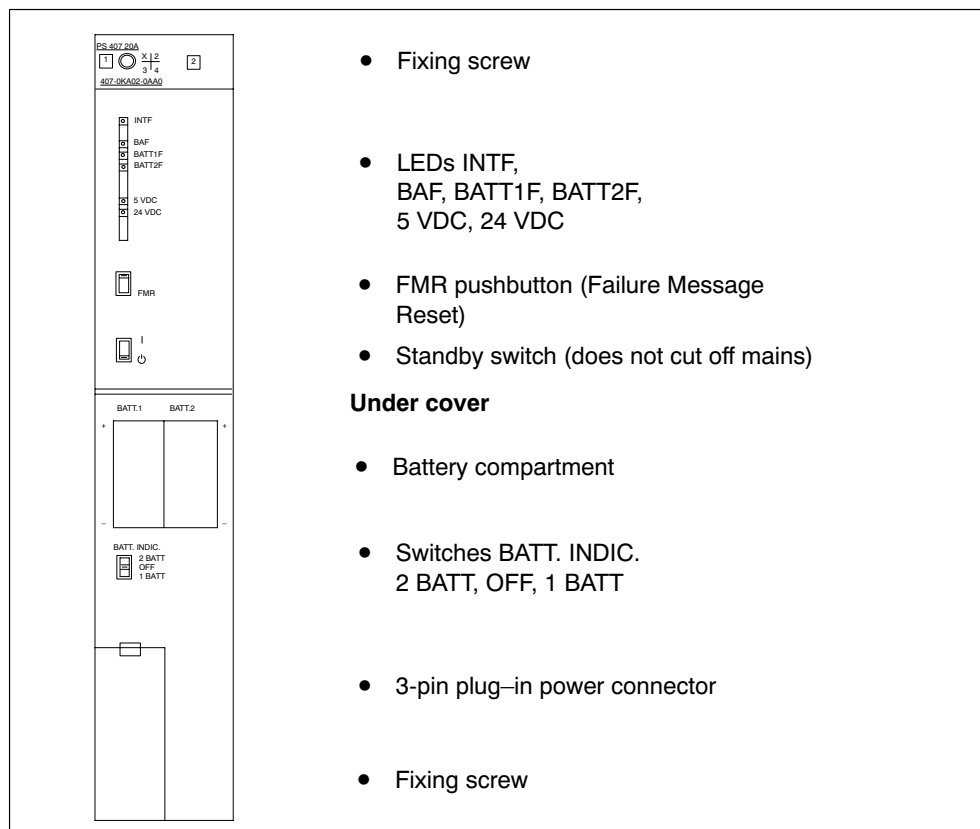 PS 407 20A
1 X 2 2
3 4
407-0KA02-0AA0
• Fixing screw
INTF
BAF
BATT1F
BATT2F
5 VDC
24 VDC
• LEDs INTF,
BAF, BATT1F, BATT2F,
5 VDC, 24 VDC
FMR
• FMR pushbutton (Failure Message
Reset)
I
• Standby switch (does not cut off mains)
Under cover
BATT.1 BATT.2
+ +
• Battery compartment
– –
BATT. INDIC.
2 BATT
OFF
1 BATT
• Switches BATT. INDIC.
2 BATT, OFF, 1 BATT
• 3-pin plug–in power connector
• Fixing screw